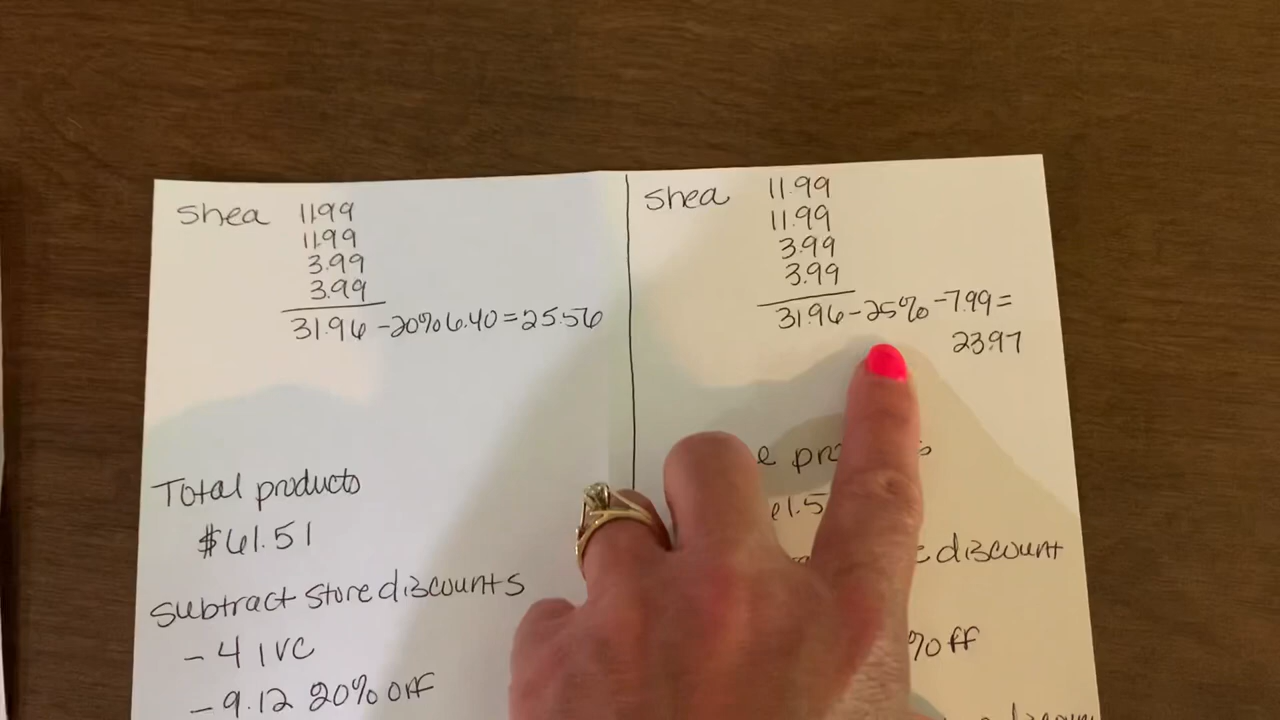 Shea 11.99
11.99
3.99
3.99
31.96 -20% 6.40 = 25.56
Total products
$61.51
Subtract store discounts
- 4 IVC
- 9.12 20% off
Shea 11.99
11.99
3.99
3.99
31.96 - 25% - 7.99 =
23.97
discount
% off